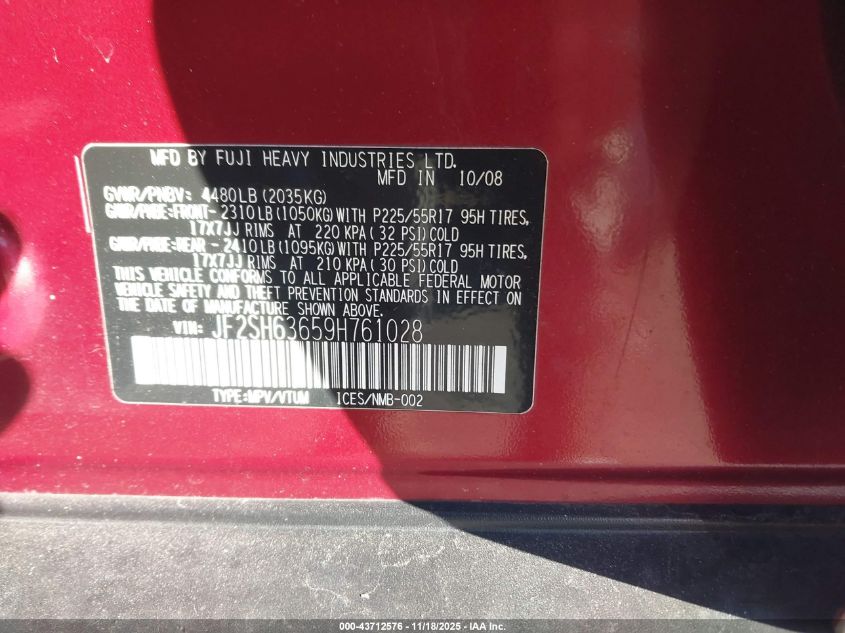 MFD BY FUJI HEAVY INDUSTRIES LTD.
MFD IN 10/08
GVWR/PNBV: 4480LB (2035KG)
GAWR/PNBE:FRONT- 2310LB (1050KG) WITH P225/55R17 95H TIRES,
17X7JJ RIMS AT 220 KPA (32 PSI) COLD
GAWR/PNBE:REAR - 2410LB (1095KG) WITH P225/55R17 95H TIRES,
17X7JJ RIMS AT 210 KPA (30 PSI) COLD
THIS VEHICLE CONFORMS TO ALL APPLICABLE FEDERAL MOTOR
VEHICLE SAFETY AND THEFT PREVENTION STANDARDS IN EFFECT ON
THE DATE OF MANUFACTURE SHOWN ABOVE.
VIN: JF2SH63659H761028
TYPE:MPV/VTUM ICES/NMB-002
000-43712576 - 11/18/2025 - IAA Inc.